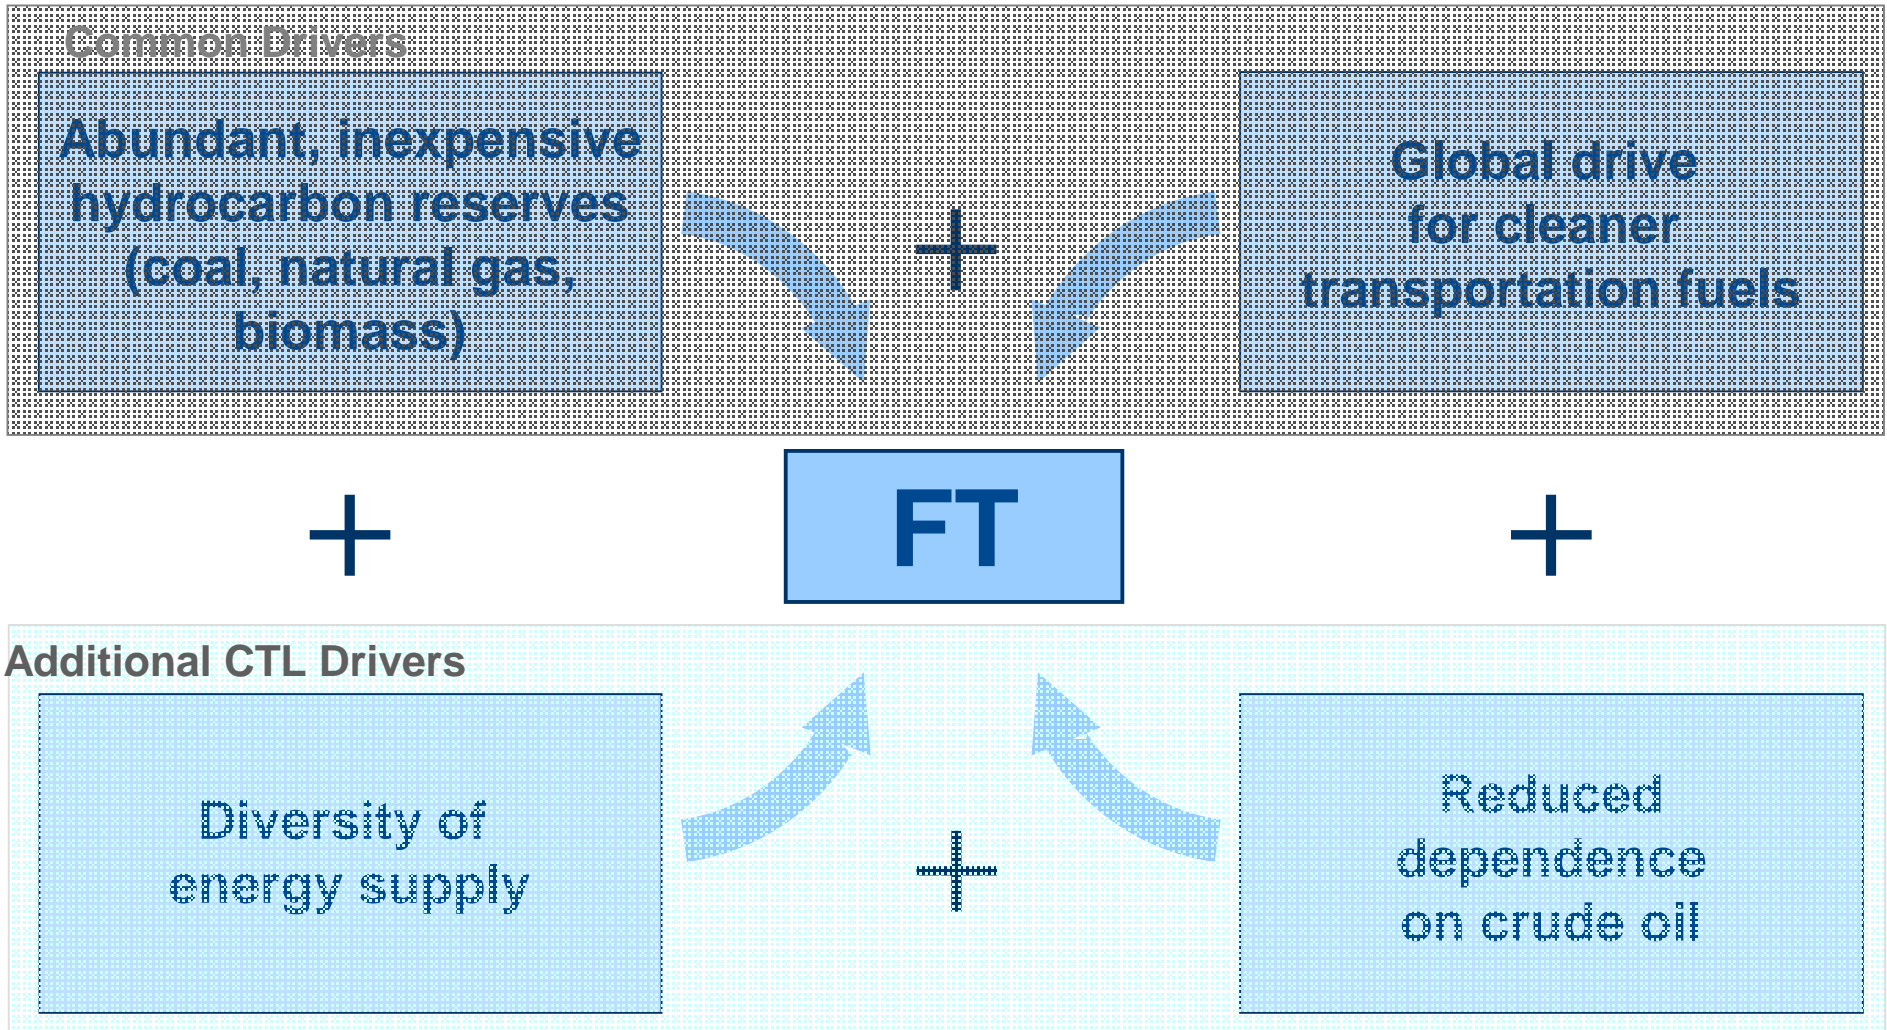 Common Drivers
Abundant, inexpensive
hydrocarbon reserves
(coal, natural gas,
biomass)
+
Global drive
for cleaner
transportation fuels
+
FT
+
Additional CTL Drivers
Diversity of
energy supply
+
Reduced
dependence
on crude oil